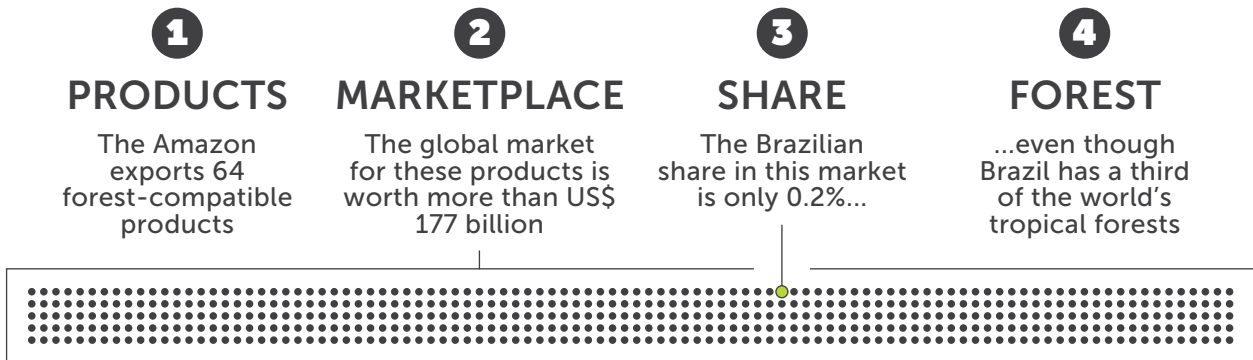 1
PRODUCTS
The Amazon
exports 64
forest-compatible
products
2
MARKETPLACE
The global market
for these products is
worth more than US$
177 billion
3
SHARE
The Brazilian
share in this market
is only 0.2%...
4
FOREST
...even though
Brazil has a third
of the world's
tropical forests